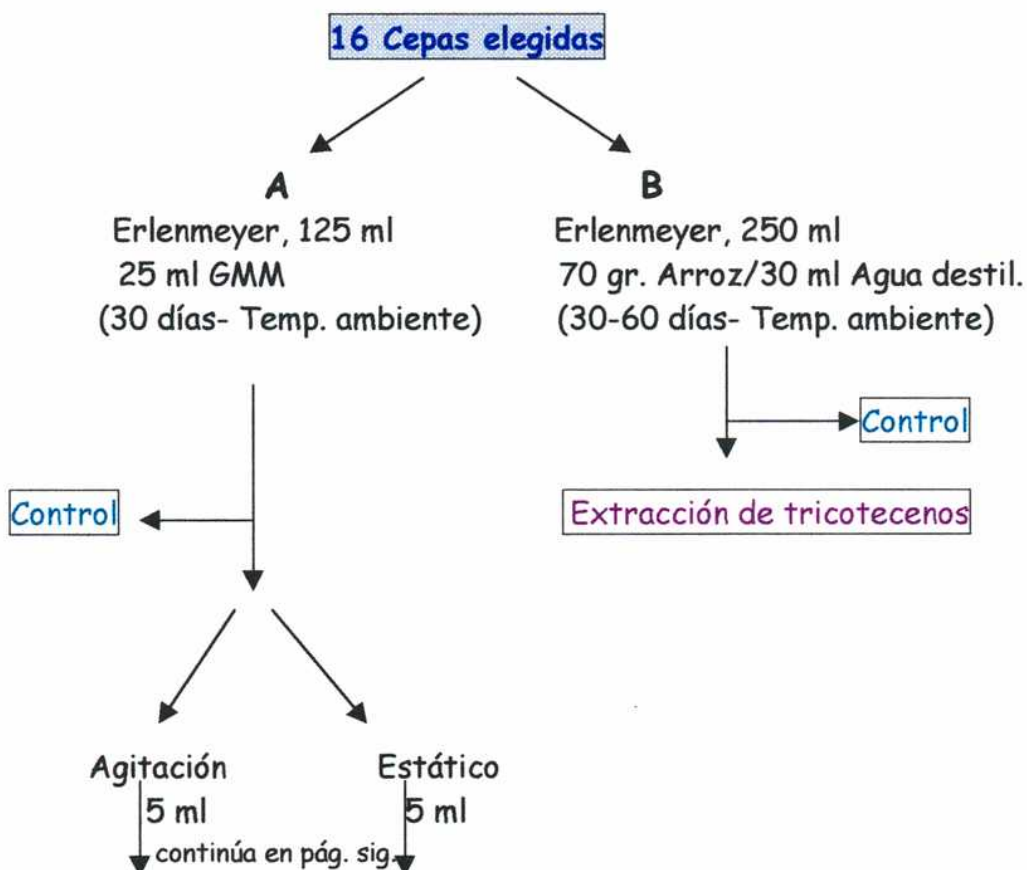 16 Cepas elegidas
A
Erlenmeyer, 125 ml
25 ml GMM
(30 días- Temp. ambiente)
B
Erlenmeyer, 250 ml
70 gr. Arroz/30 ml Agua destil.
(30-60 días- Temp. ambiente)
Control
Extracción de tricotecenos
Control
Agitación
5 ml
Estático
5 ml
continúa en pág. sig.